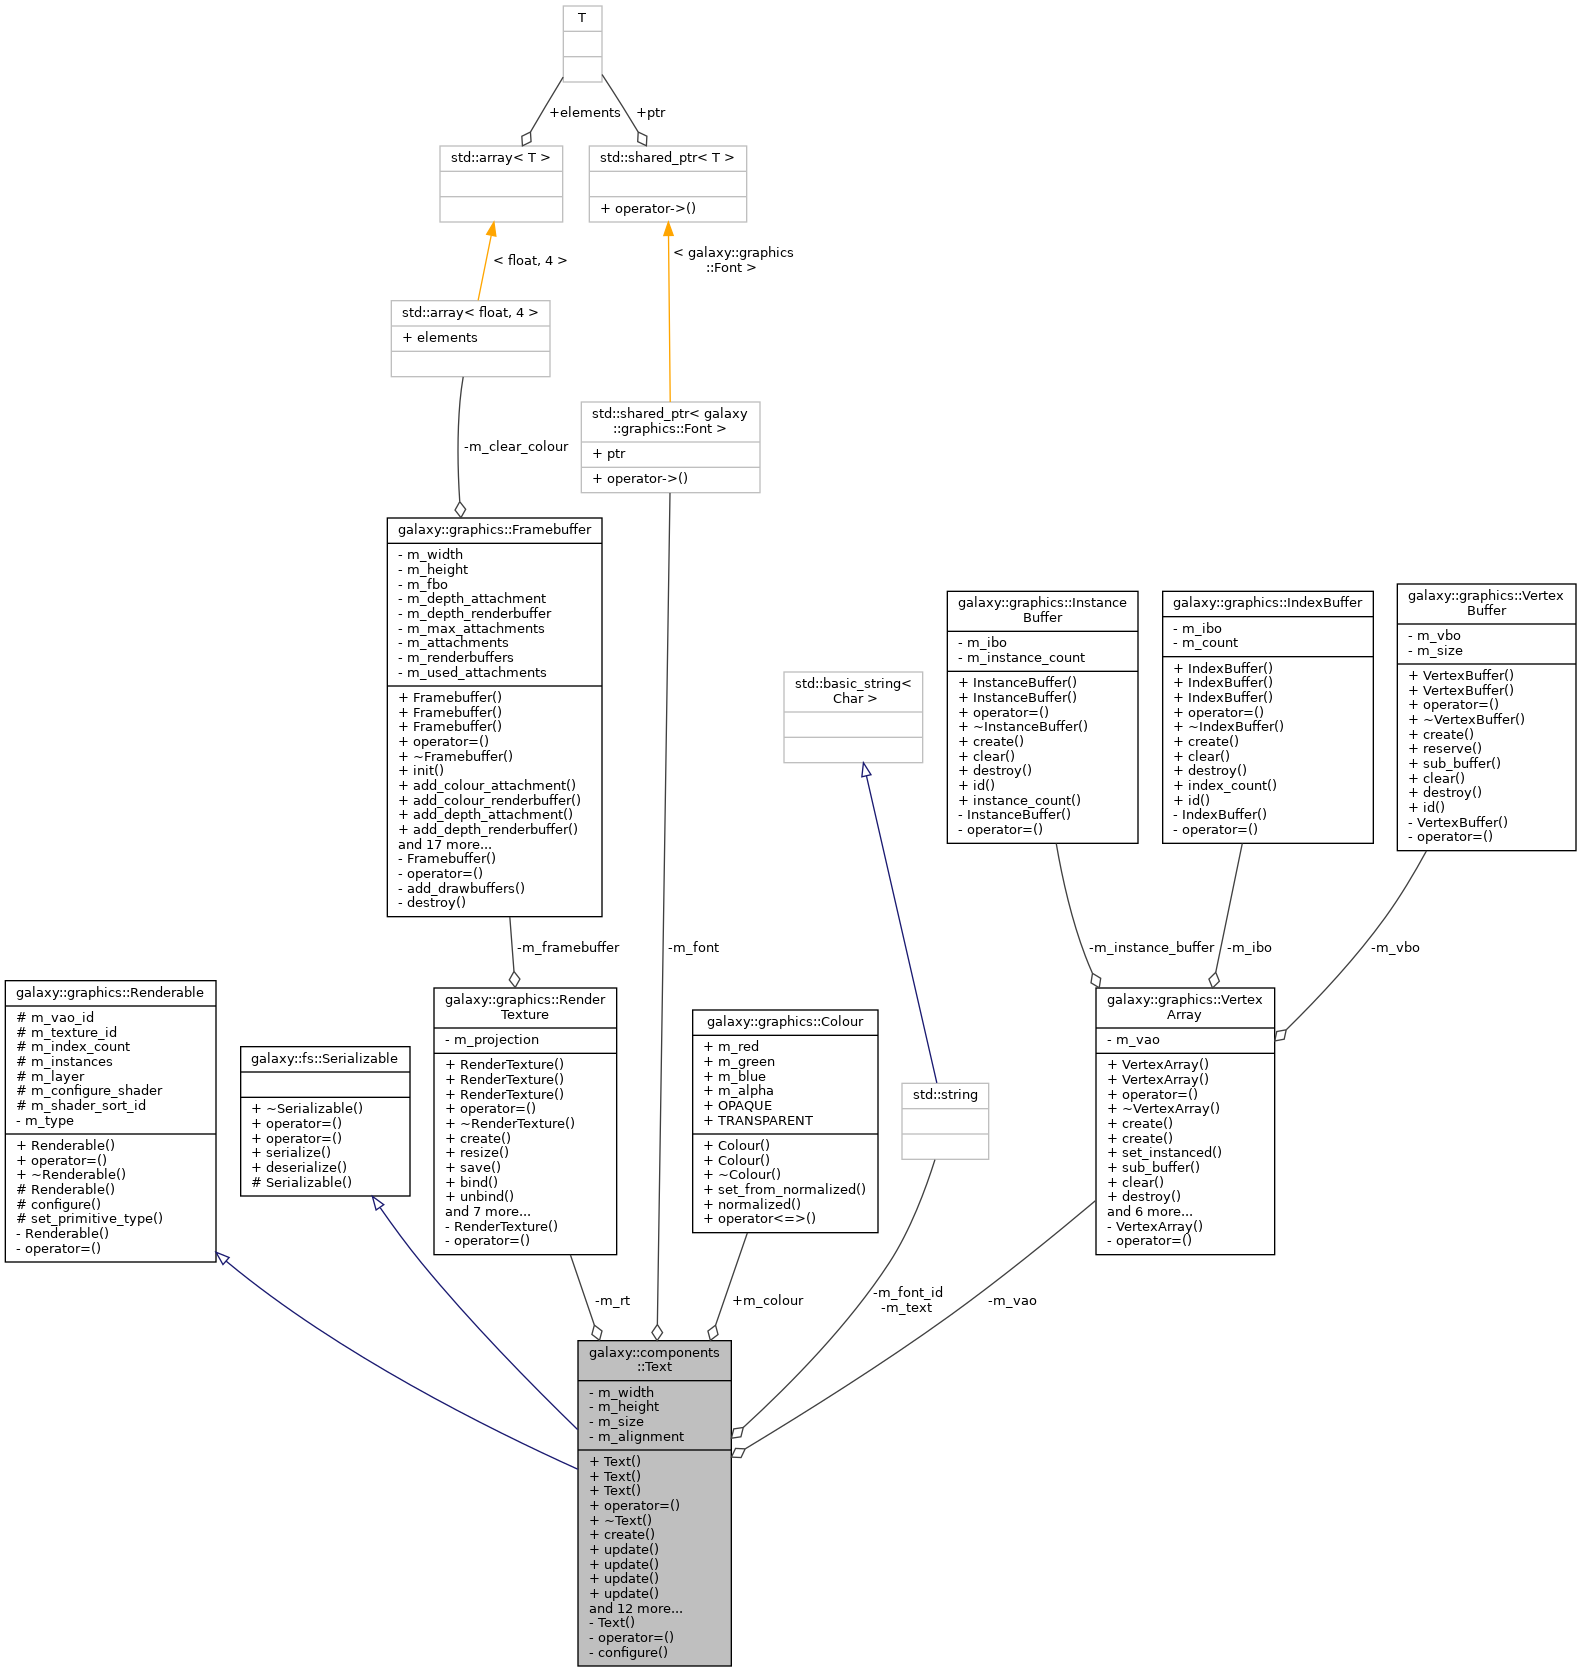 T
+elements
+ptr
std::array< T >
std::shared_ptr< T >
+ operator->()
< float, 4 >
< galaxy::graphics
::Font >
std::array< float, 4 >
+ elements
std::shared_ptr< galaxy
::graphics::Font >
+ ptr
+ operator->()
-m_clear_colour
galaxy::graphics::Framebuffer
- m_width
- m_height
- m_fbo
- m_depth_attachment
- m_depth_renderbuffer
- m_max_attachments
- m_attachments
- m_renderbuffers
- m_used_attachments
+ Framebuffer()
+ Framebuffer()
+ Framebuffer()
+ operator=()
+ ~Framebuffer()
+ init()
+ add_colour_attachment()
+ add_colour_renderbuffer()
+ add_depth_attachment()
+ add_depth_renderbuffer()
and 17 more...
- Framebuffer()
- operator=()
- add_drawbuffers()
- destroy()
std::basic_string<
Char >
galaxy::graphics::Instance
Buffer
- m_ibo
- m_instance_count
+ InstanceBuffer()
+ InstanceBuffer()
+ operator=()
+ ~InstanceBuffer()
+ create()
+ clear()
+ destroy()
+ id()
+ instance_count()
- InstanceBuffer()
- operator=()
galaxy::graphics::IndexBuffer
- m_ibo
- m_count
+ IndexBuffer()
+ IndexBuffer()
+ IndexBuffer()
+ operator=()
+ ~IndexBuffer()
+ create()
+ clear()
+ destroy()
+ index_count()
+ id()
- IndexBuffer()
- operator=()
galaxy::graphics::Vertex
Buffer
- m_vbo
- m_size
+ VertexBuffer()
+ VertexBuffer()
+ operator=()
+ ~VertexBuffer()
+ create()
+ reserve()
+ sub_buffer()
+ clear()
+ destroy()
+ id()
- VertexBuffer()
- operator=()
-m_framebuffer
-m_font
-m_instance_buffer
-m_ibo
-m_vbo
galaxy::graphics::Renderable
# m_vao_id
# m_texture_id
# m_index_count
# m_instances
# m_layer
# m_configure_shader
# m_shader_sort_id
- m_type
+ Renderable()
+ operator=()
+ ~Renderable()
# Renderable()
# configure()
# set_primitive_type()
- Renderable()
- operator=()
galaxy::fs::Serializable
+ ~Serializable()
+ operator=()
+ operator=()
+ serialize()
+ deserialize()
# Serializable()
galaxy::graphics::Render
Texture
- m_projection
+ RenderTexture()
+ RenderTexture()
+ RenderTexture()
+ operator=()
+ ~RenderTexture()
+ create()
+ resize()
+ save()
+ bind()
+ unbind()
and 7 more...
- RenderTexture()
- operator=()
galaxy::graphics::Colour
+ m_red
+ m_green
+ m_blue
+ m_alpha
+ OPAQUE
+ TRANSPARENT
+ Colour()
+ Colour()
+ ~Colour()
+ set_from_normalized()
+ normalized()
+ operator<=>()
std::string
galaxy::graphics::Vertex
Array
- m_vao
+ VertexArray()
+ VertexArray()
+ operator=()
+ ~VertexArray()
+ create()
+ create()
+ set_instanced()
+ sub_buffer()
+ clear()
+ destroy()
and 6 more...
- VertexArray()
- operator=()
-m_rt
+m_colour
-m_font_id
-m_text
-m_vao
galaxy::components
::Text
- m_width
- m_height
- m_size
- m_alignment
+ Text()
+ Text()
+ Text()
+ operator=()
+ ~Text()
+ create()
+ update()
+ update()
+ update()
+ update()
and 12 more...
- Text()
- operator=()
- configure()